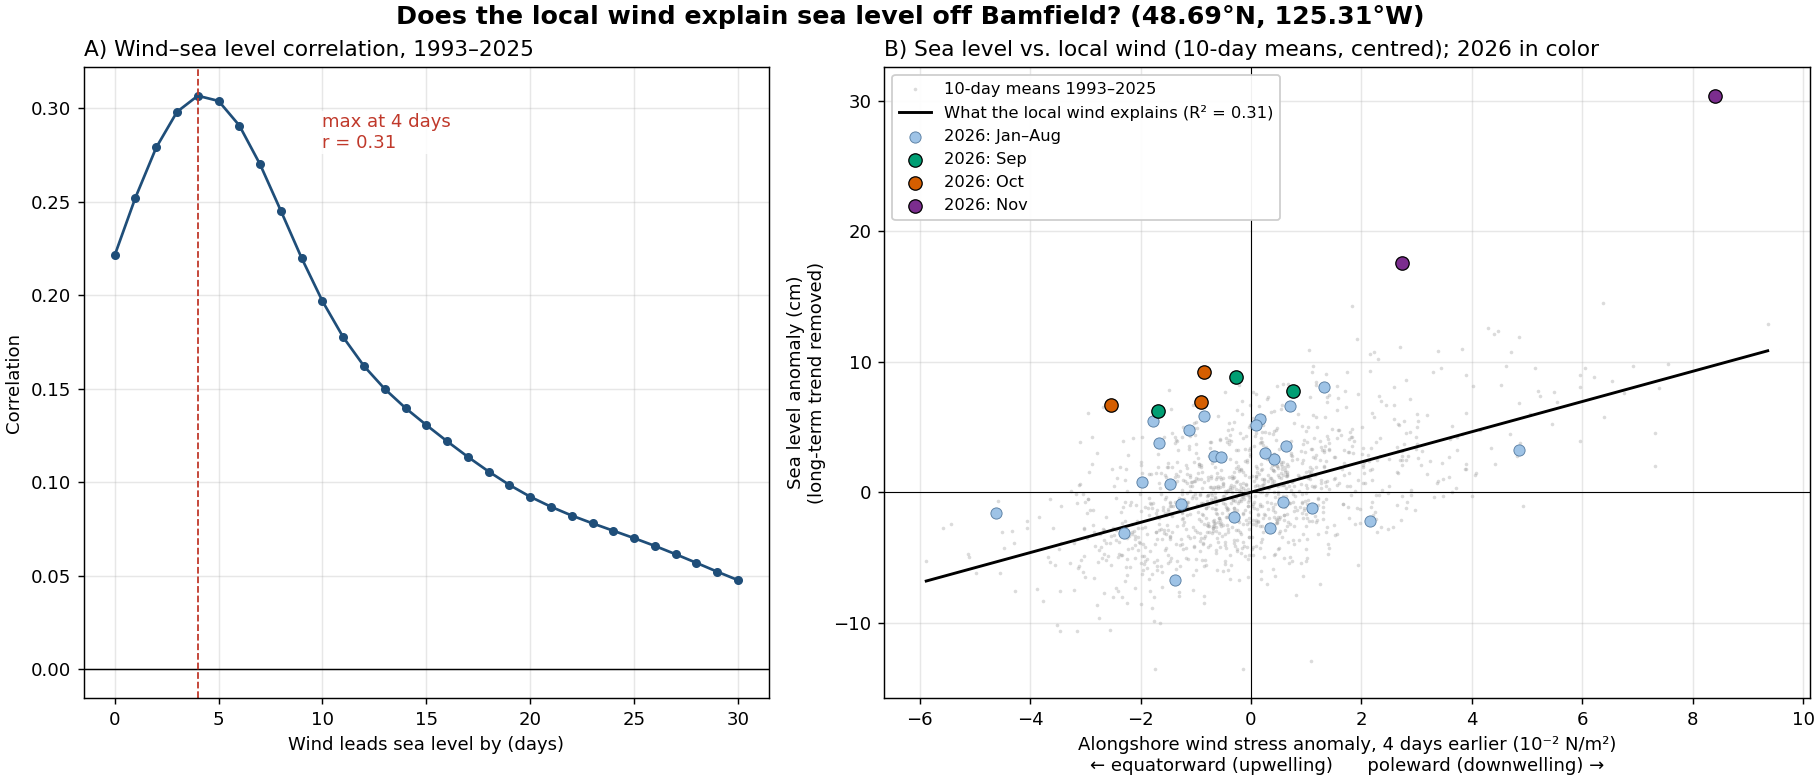 Does the local wind explain sea level off Bamfield? (48.69°N, 125.31°W)
A) Wind–sea level correlation, 1993–2025
0.30
0.25
0.20
0.15
0.10
0.05
0.00
Correlation
max at 4 days
r = 0.31
0 5 10 15 20 25 30
Wind leads sea level by (days)
B) Sea level vs. local wind (10-day means, centred); 2026 in color
10-day means 1993–2025
What the local wind explains (R² = 0.31)
2026: Jan–Aug
2026: Sep
2026: Oct
2026: Nov
30
20
10
0
−10
Sea level anomaly (cm)
(long-term trend removed)
−6 −4 −2 0 2 4 6 8 10
Alongshore wind stress anomaly, 4 days earlier (10⁻² N/m²)
← equatorward (upwelling) poleward (downwelling) →